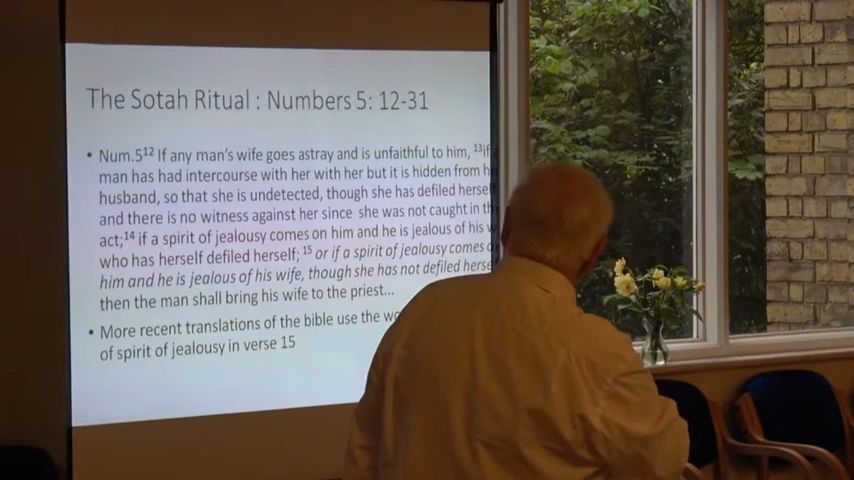 The Sotah Ritual : Numbers 5: 12-31
• Num.5¹² If any man's wife goes astray and is unfaithful to him, ¹³if
man has had intercourse with her with her but it is hidden from
husband, so that she is undetected, though she has defiled
and there is no witness against her since she was not caught in
act;¹⁴ if a spirit of jealousy comes on him and he is jealous of his
who has herself defiled herself; ¹⁵ or if a spirit of jealousy comes
him and he is jealous of his wife, though she has not defiled
then the man shall bring his wife to the priest...
• More recent translations of the bible use the
of spirit of jealousy in verse 15